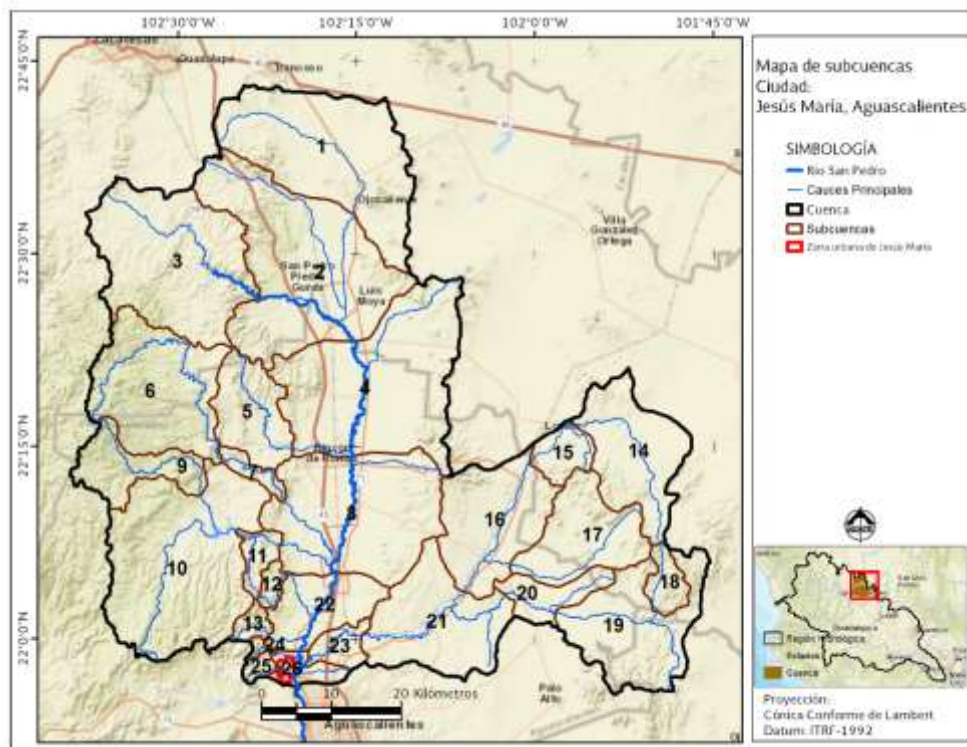 102°30'0"W
102°15'0"W
102°0'0"W
101°45'0"W
22°45'0"N
22°30'0"N
22°15'0"N
22°0'0"N
Guadalupe
Ojocaliente
Villa
González
Ortega
San Pedro
Piedra
Gorda
Luis
Moya
Palo
Alto
1
2
3
4
5
6
7
8
9
10
11
12
13
14
15
16
17
18
19
20
21
22
23
24
25
26
0 10 20 Kilómetros
Aguascalientes
Mapa de subcuencas
Ciudad:
Jesús María, Aguascalientes
SIMBOLOGÍA
Río San Pedro
Cauces Principales
Cuenca
Subcuencas
Zona urbana de Jesús María
Región Hidrológica
Estados
Cuenca
Proyección:
Cónica Conforme de Lambert
Datum: ITRF-1992